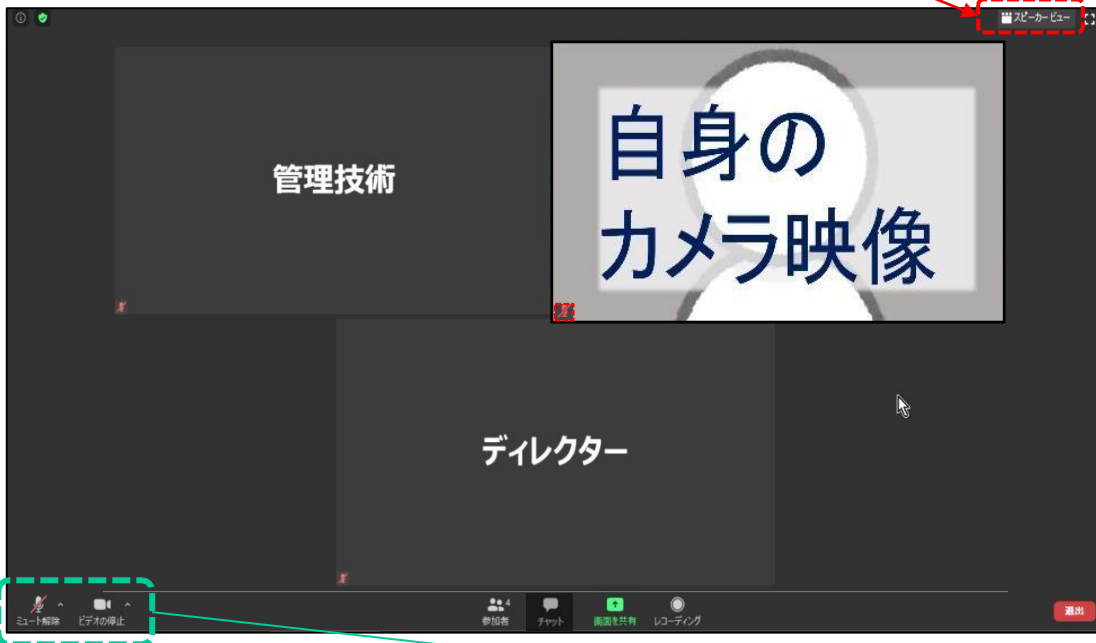 スピーカービュー
管理技術
自身の
カメラ映像
ディレクター
ミュート解除 ビデオの停止 参加者 4 チャット 画面を共有 レコーディング 退出